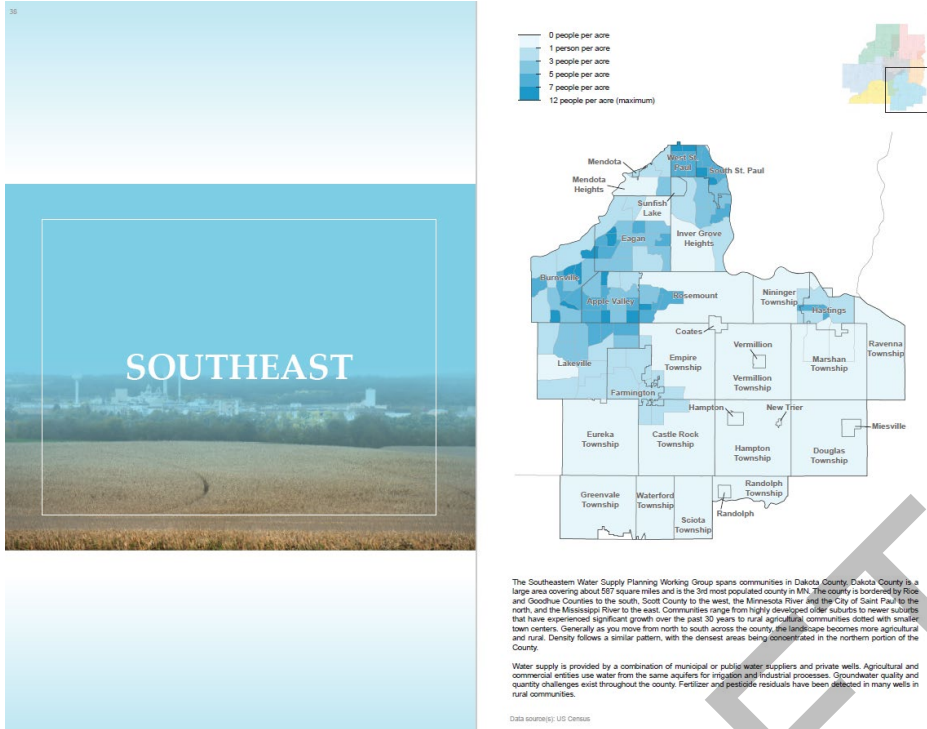 38
SOUTHEAST
0 people per acre
1 person per acre
3 people per acre
5 people per acre
7 people per acre
12 people per acre (maximum)
Mendota
West St.
Paul
South St. Paul
Mendota
Heights
Sunfish
Lake
Eagan
Inver Grove
Heights
Burnsville
Apple Valley
Rosemount
Nininger
Township
Hastings
Coates
Ravenna
Township
Lakeville
Empire
Township
Vermillion
Vermillion
Township
Marshan
Township
Farmington
Hampton
New Trier
Miesville
Eureka
Township
Castle Rock
Township
Hampton
Township
Douglas
Township
Greenvale
Township
Waterford
Township
Sciota
Township
Randolph
Township
Randolph
The Southeastern Water Supply Planning Working Group spans communities in Dakota County. Dakota County is a
large area covering about 587 square miles and is the 3rd most populated county in MN. The county is bordered by Rice
and Goodhue Counties to the south, Scott County to the west, the Minnesota River and the City of Saint Paul to the
north, and the Mississippi River to the east. Communities range from highly developed older suburbs to newer suburbs
that have experienced significant growth over the past 30 years to rural agricultural communities dotted with smaller
town centers. Generally as you move from north to south across the county, the landscape becomes more agricultural
and rural. Density follows a similar pattern, with the densest areas being concentrated in the northern portion of the
County.
Water supply is provided by a combination of municipal or public water suppliers and private wells. Agricultural and
commercial entities use water from the same aquifers for irrigation and industrial processes. Groundwater quality and
quantity challenges exist throughout the county. Fertilizer and pesticide residuals have been detected in many wells in
rural communities.
Data source(s): US Census